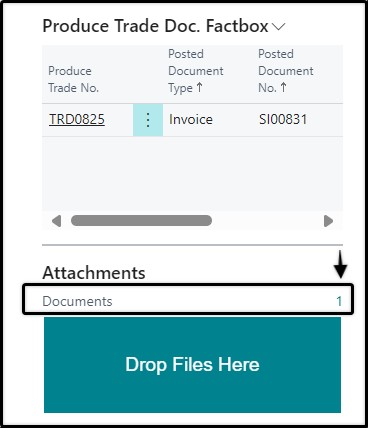 Produce Trade Doc. Factbox
Produce
Trade No.
Posted
Document
Type ↑
Posted
Document
No. ↑
TRD0825
Invoice
SI00831
Attachments
Documents 1
Drop Files Here